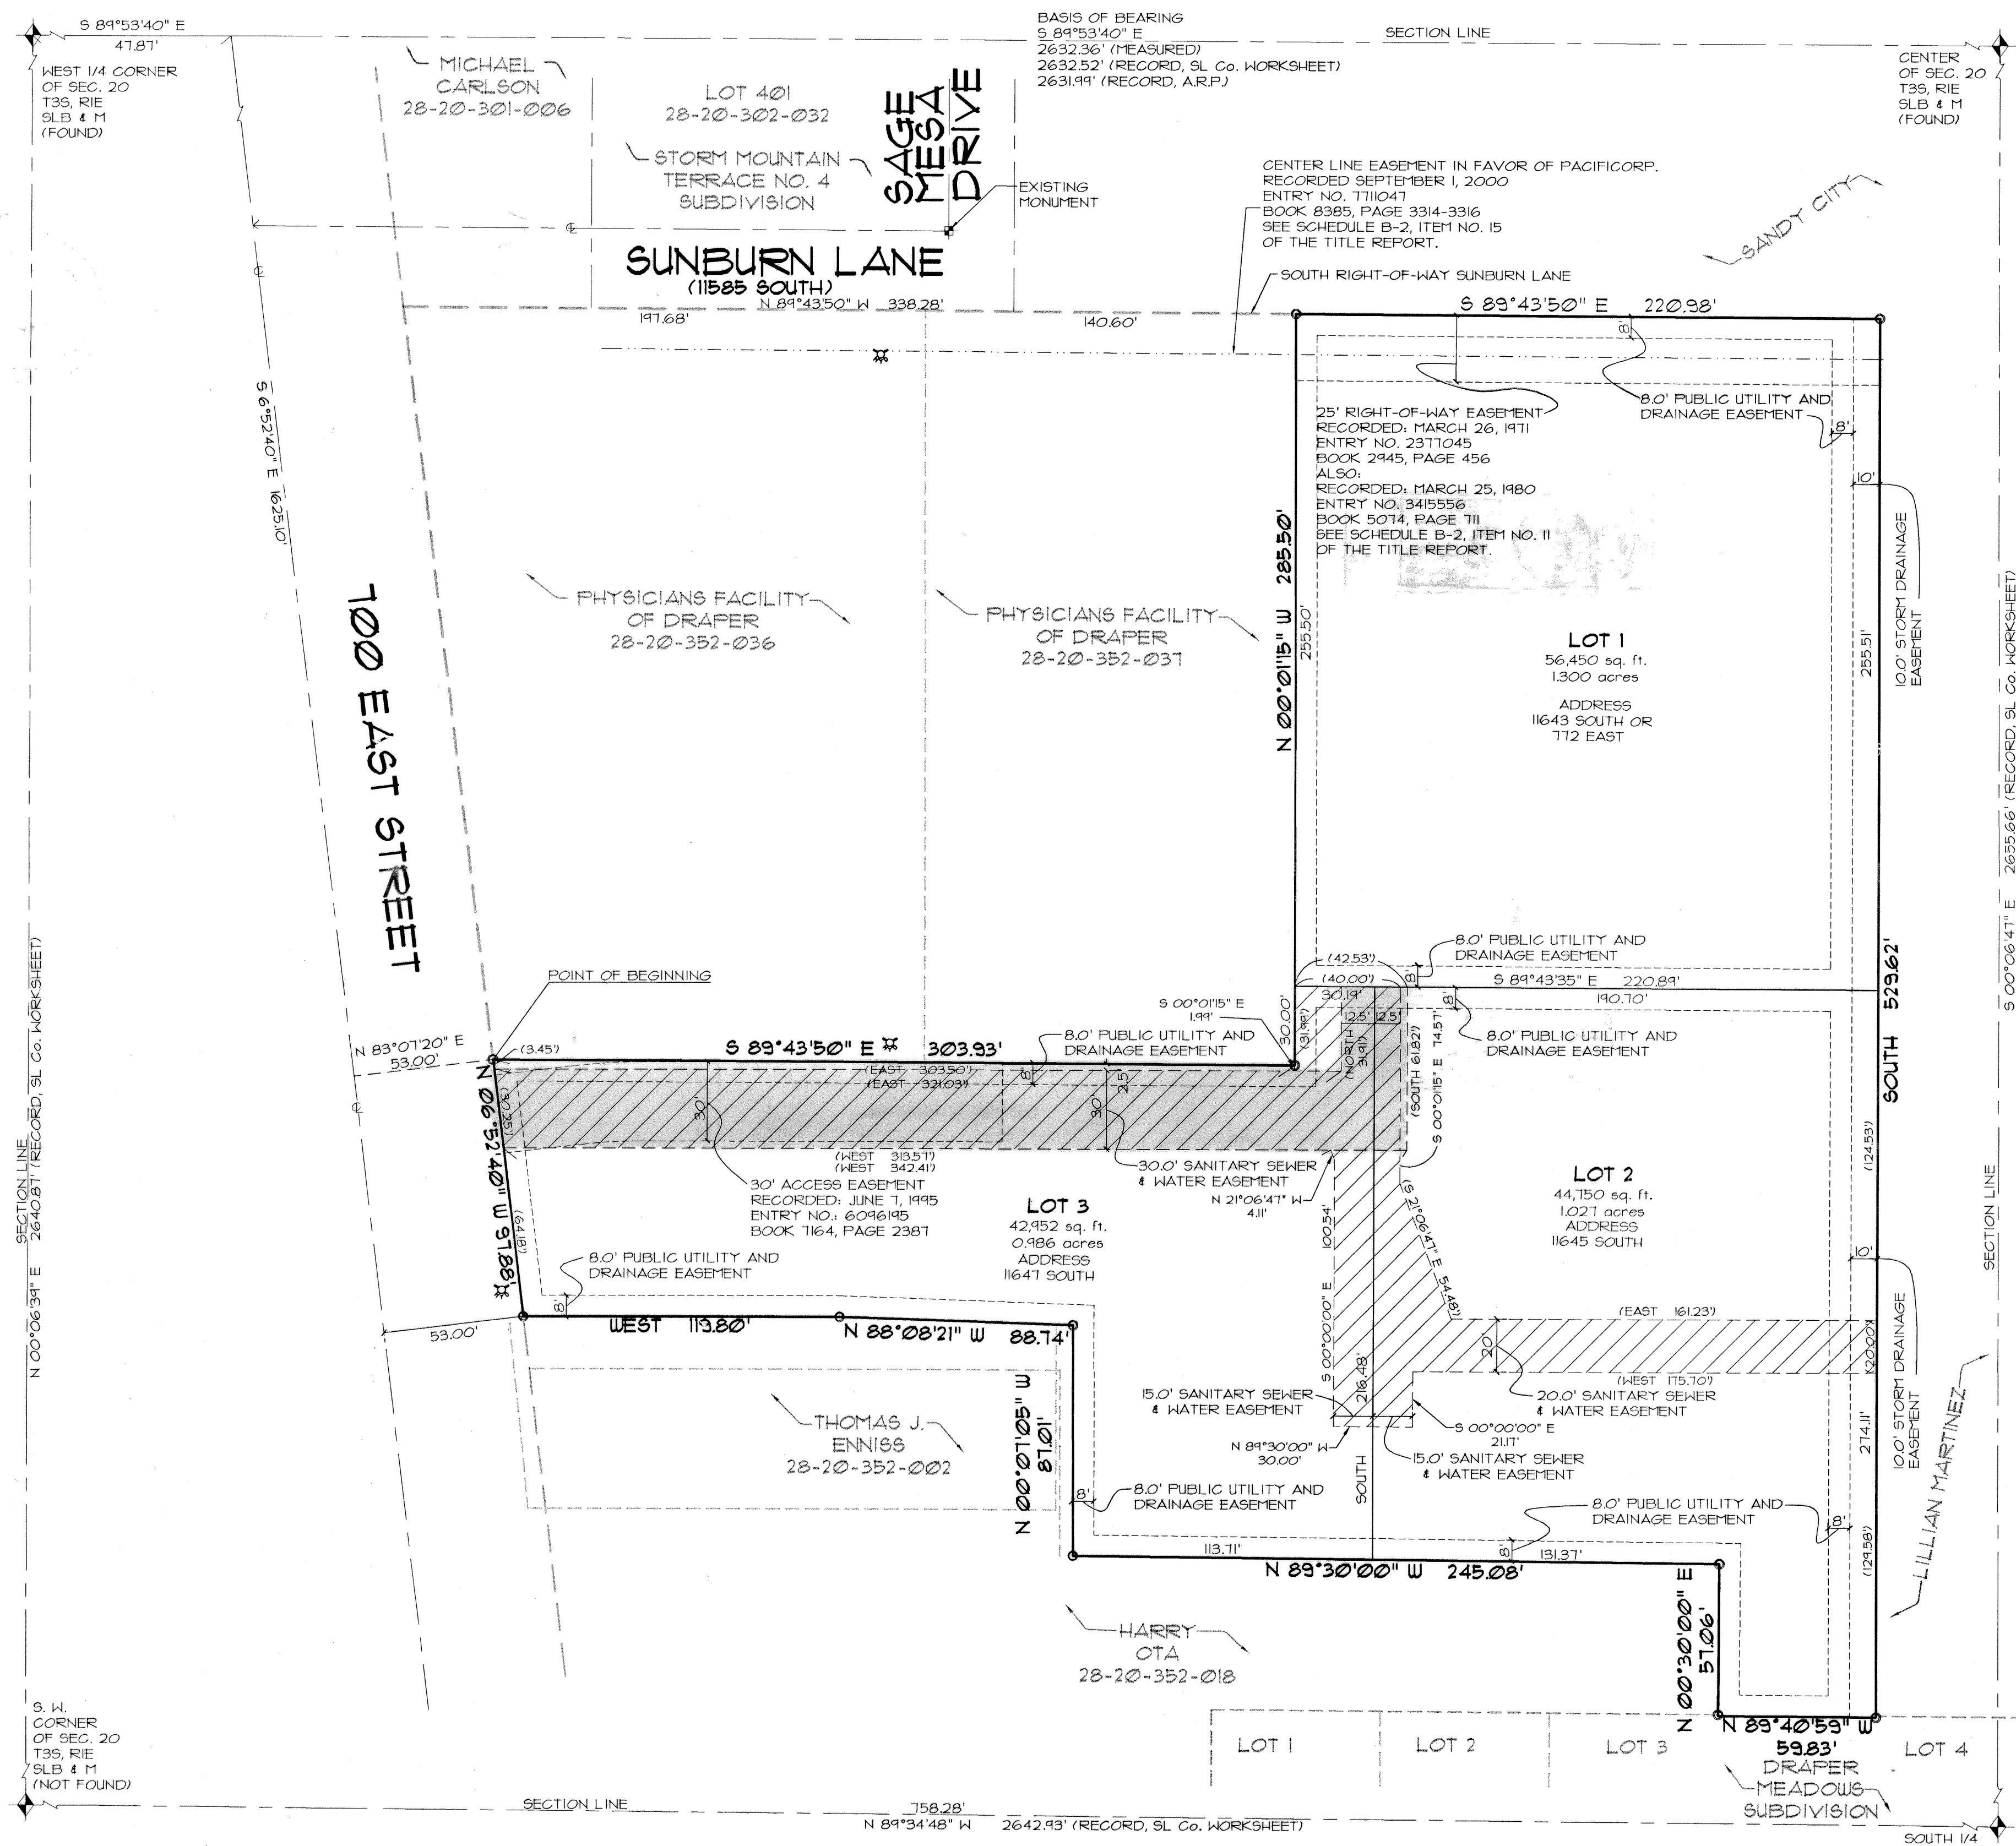 S 89°53'40" E
47.87'
WEST 1/4 CORNER
OF SEC. 20
T3S, R1E
SLB & M
(FOUND)
MICHAEL
CARLSON
28-20-301-006
LOT 401
28-20-302-032
STORM MOUNTAIN
TERRACE NO. 4
SUBDIVISION
SAGE
MESA
DRIVE
EXISTING
MONUMENT
BASIS OF BEARING
S 89°53'40" E
2632.36' (MEASURED)
2632.52' (RECORD, SL Co. WORKSHEET)
2631.99' (RECORD, A.R.P.)
SECTION LINE
CENTER
OF SEC. 20
T3S, R1E
SLB & M
(FOUND)
CENTER LINE EASEMENT IN FAVOR OF PACIFICORP.
RECORDED SEPTEMBER 1, 2000
ENTRY NO. 7711047
BOOK 8385, PAGE 3314-3316
SEE SCHEDULE B-2, ITEM NO. 15
OF THE TITLE REPORT.
SANDY CITY
SUNBURN LANE
(11585 SOUTH)
N 89°43'50" W 338.28'
197.68'
140.60'
SOUTH RIGHT-OF-WAY SUNBURN LANE
S 89°43'50" E 220.98'
8'
8.0' PUBLIC UTILITY AND
DRAINAGE EASEMENT
8'
10'
25' RIGHT-OF-WAY EASEMENT
RECORDED: MARCH 26, 1971
ENTRY NO. 2377045
BOOK 2945, PAGE 456
ALSO:
RECORDED: MARCH 25, 1980
ENTRY NO. 3415556
BOOK 5074, PAGE 711
SEE SCHEDULE B-2, ITEM NO. 11
OF THE TITLE REPORT.
S 6°52'40" E 1625.10'
700 EAST STREET
PHYSICIANS FACILITY
OF DRAPER
28-20-352-036
PHYSICIANS FACILITY
OF DRAPER
28-20-352-037
N 00°01'15" W 285.50'
255.50'
LOT 1
56,450 sq. ft.
1.300 acres
ADDRESS
11643 SOUTH OR
772 EAST
255.51'
10.0' STORM DRAINAGE
EASEMENT
S 00°06'47" E 2655.66' (RECORD, SL Co. WORKSHEET)
SECTION LINE
N 00°06'39" E 2640.87' (RECORD, SL Co. WORKSHEET)
SECTION LINE
POINT OF BEGINNING
N 83°07'20" E
53.00'
(3.45')
S 89°43'50" E 303.93'
(EAST 303.50')
(EAST 321.03')
8.0' PUBLIC UTILITY AND
DRAINAGE EASEMENT
8'
2.5'
S 00°01'15" E
1.99'
(42.53')
(40.00')
30.19'
12.5' 12.5'
30.00'
(31.99')
(NORTH
31.91')
(SOUTH 61.82')
S 00°01'15" E 74.57'
8'
8.0' PUBLIC UTILITY AND
DRAINAGE EASEMENT
S 89°43'35" E 220.89'
190.70'
8'
8.0' PUBLIC UTILITY AND
DRAINAGE EASEMENT
SOUTH 529.62'
N 06°52'40" W 97.88'
(30.25')
(64.18')
30'
30'
(WEST 313.57')
(WEST 342.41')
30' ACCESS EASEMENT
RECORDED: JUNE 7, 1995
ENTRY NO.: 6096195
BOOK 7164, PAGE 2387
30.0' SANITARY SEWER
& WATER EASEMENT
N 21°06'47" W
4.11'
LOT 3
42,952 sq. ft.
0.986 acres
ADDRESS
11647 SOUTH
LOT 2
44,750 sq. ft.
1.027 acres
ADDRESS
11645 SOUTH
(124.53')
10'
8.0' PUBLIC UTILITY AND
DRAINAGE EASEMENT
8'
53.00'
WEST 113.80'
N 88°08'21" W 88.74'
S 00°00'00" E 100.54'
(S 21°06'47" E 54.48')
(EAST 161.23')
20'
(20.00')
(WEST 175.70')
20.0' SANITARY SEWER
& WATER EASEMENT
15.0' SANITARY SEWER
& WATER EASEMENT
SOUTH 216.48'
S 00°00'00" E
21.17'
N 89°30'00" W
30.00'
15.0' SANITARY SEWER
& WATER EASEMENT
274.11'
10.0' STORM DRAINAGE
EASEMENT
LILLIAN MARTINEZ
THOMAS J.
ENNISS
28-20-352-002
N 00°07'05" W
87.01'
8'
8.0' PUBLIC UTILITY AND
DRAINAGE EASEMENT
8.0' PUBLIC UTILITY AND
DRAINAGE EASEMENT
8'
8'
(129.58')
113.71'
131.37'
N 89°30'00" W 245.08'
N 00°30'00" E
57.06'
HARRY
OTA
28-20-352-018
N 89°40'59" W
59.83'
LOT 1
LOT 2
LOT 3
LOT 4
DRAPER
MEADOWS
SUBDIVISION
S. W.
CORNER
OF SEC. 20
T3S, R1E
SLB & M
(NOT FOUND)
SECTION LINE
758.28'
N 89°34'48" W 2642.93' (RECORD, SL Co. WORKSHEET)
SOUTH 1/4